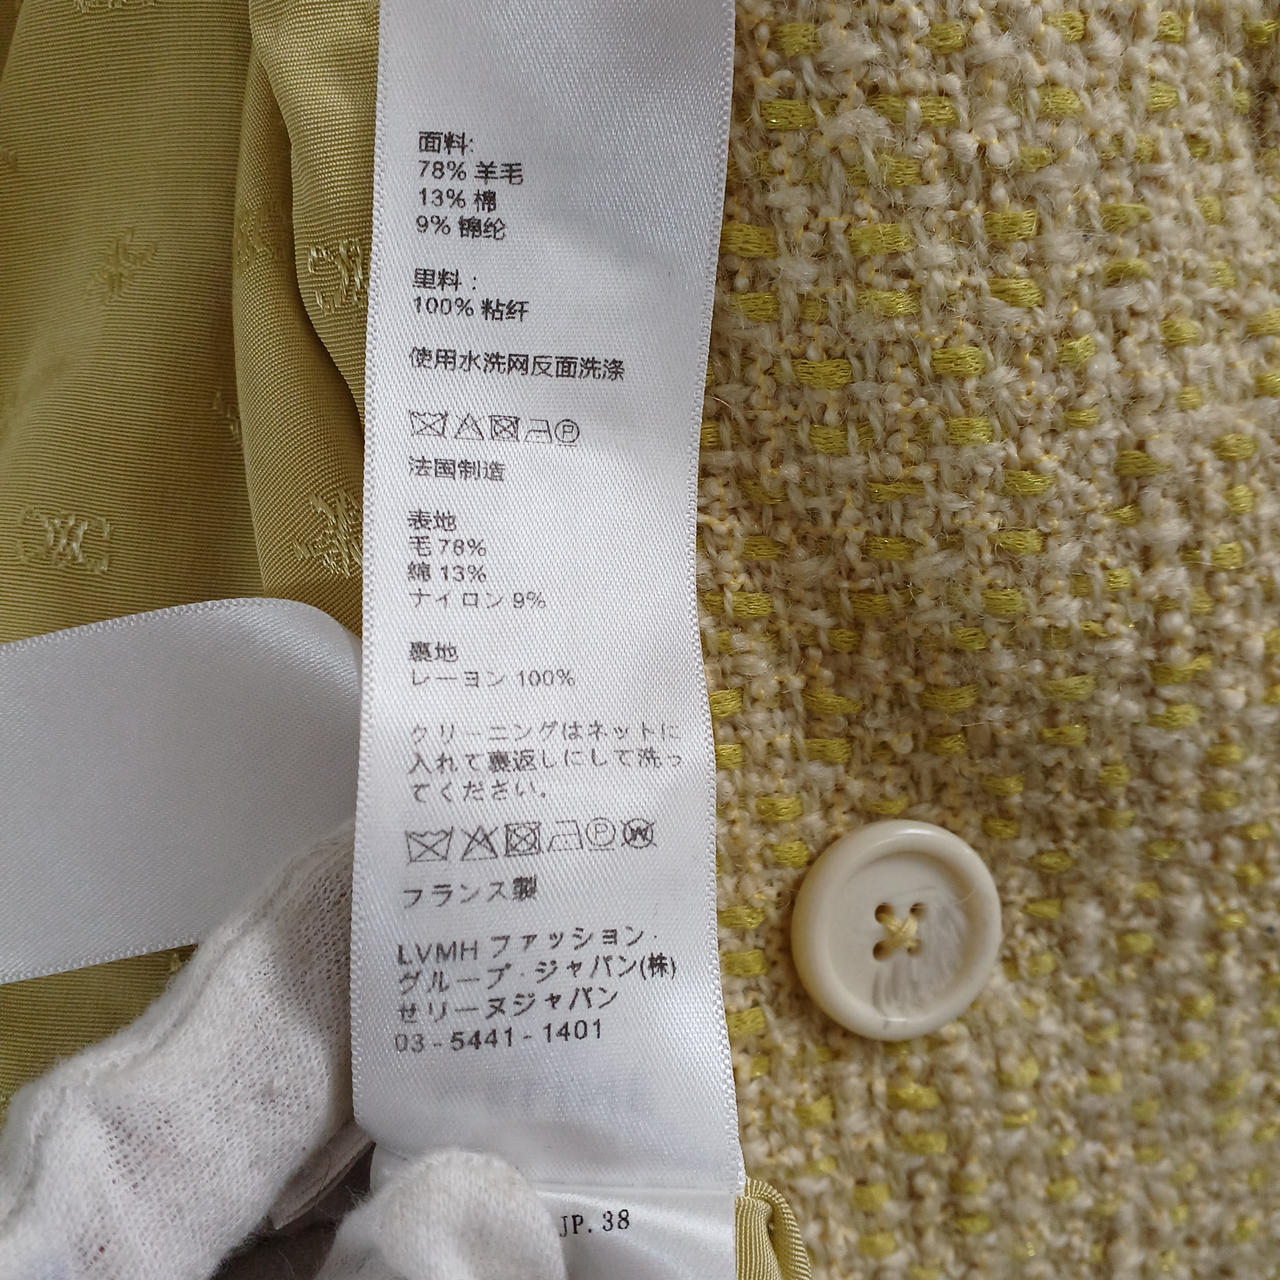 面料:
78% 羊毛
13% 棉
9% 锦纶
里料：
100% 粘纤
使用水洗网反面洗涤
P
法国制造
表地
毛 78%
綿 13%
ナイロン 9%
裏地
レーヨン 100%
クリーニングはネットに
入れて裏返しにして洗っ
てください。
P W
フランス製
LVMH ファッション・
グループ・ジャパン(株)
セリーヌジャパン
03 - 5441 - 1401
JP. 38